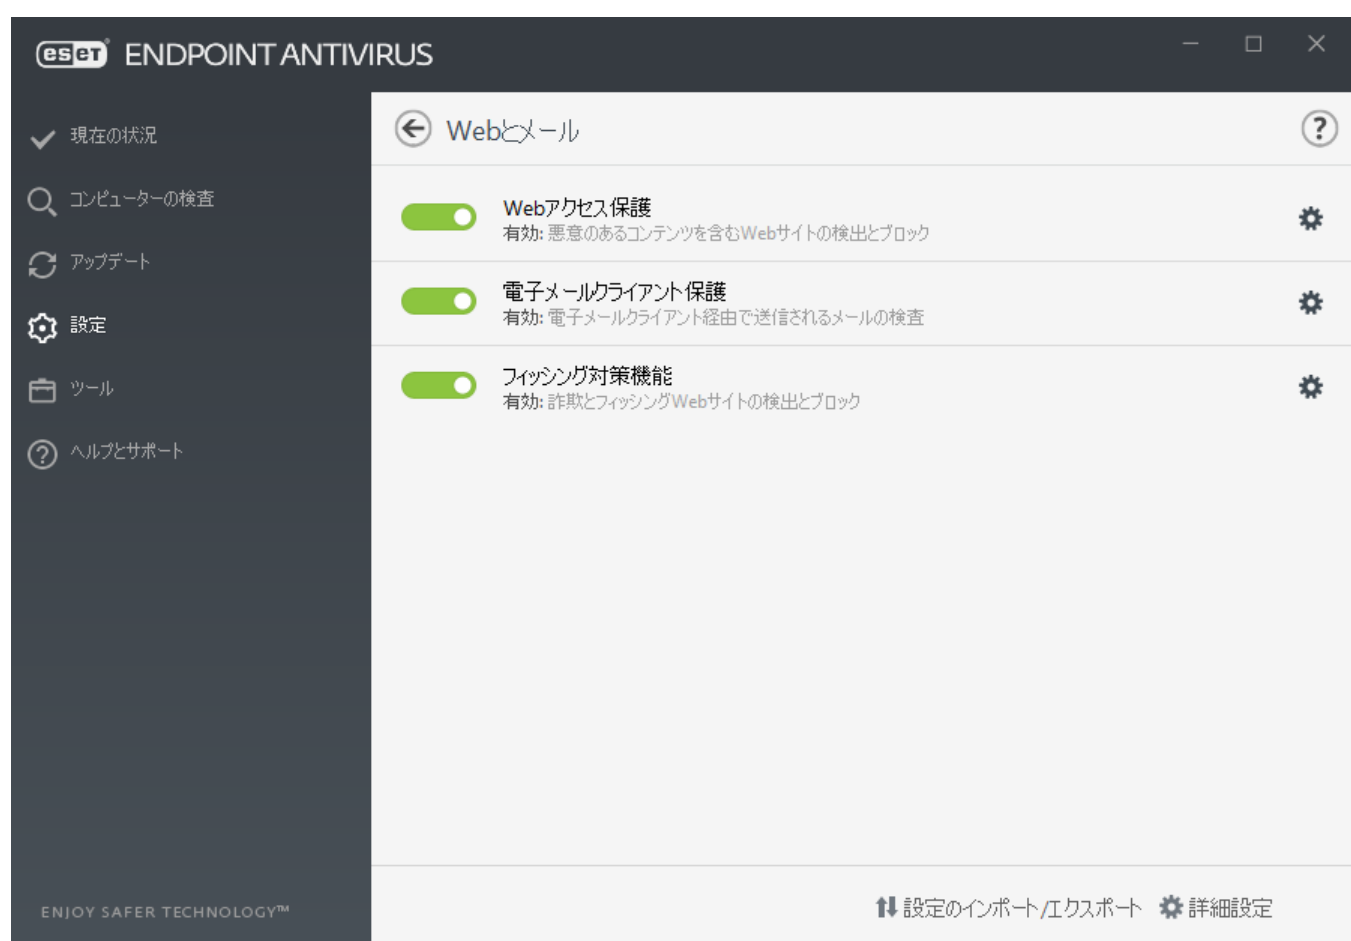 eset ENDPOINT ANTIVIRUS
現在の状況
コンピューターの検査
アップデート
設定
ツール
ヘルプとサポート
ENJOY SAFER TECHNOLOGY™
Webとメール
?
Webアクセス保護
有効: 悪意のあるコンテンツを含むWebサイトの検出とブロック
電子メールクライアント保護
有効: 電子メールクライアント経由で送信されるメールの検査
フィッシング対策機能
有効: 詐欺とフィッシングWebサイトの検出とブロック
設定のインポート/エクスポート 詳細設定